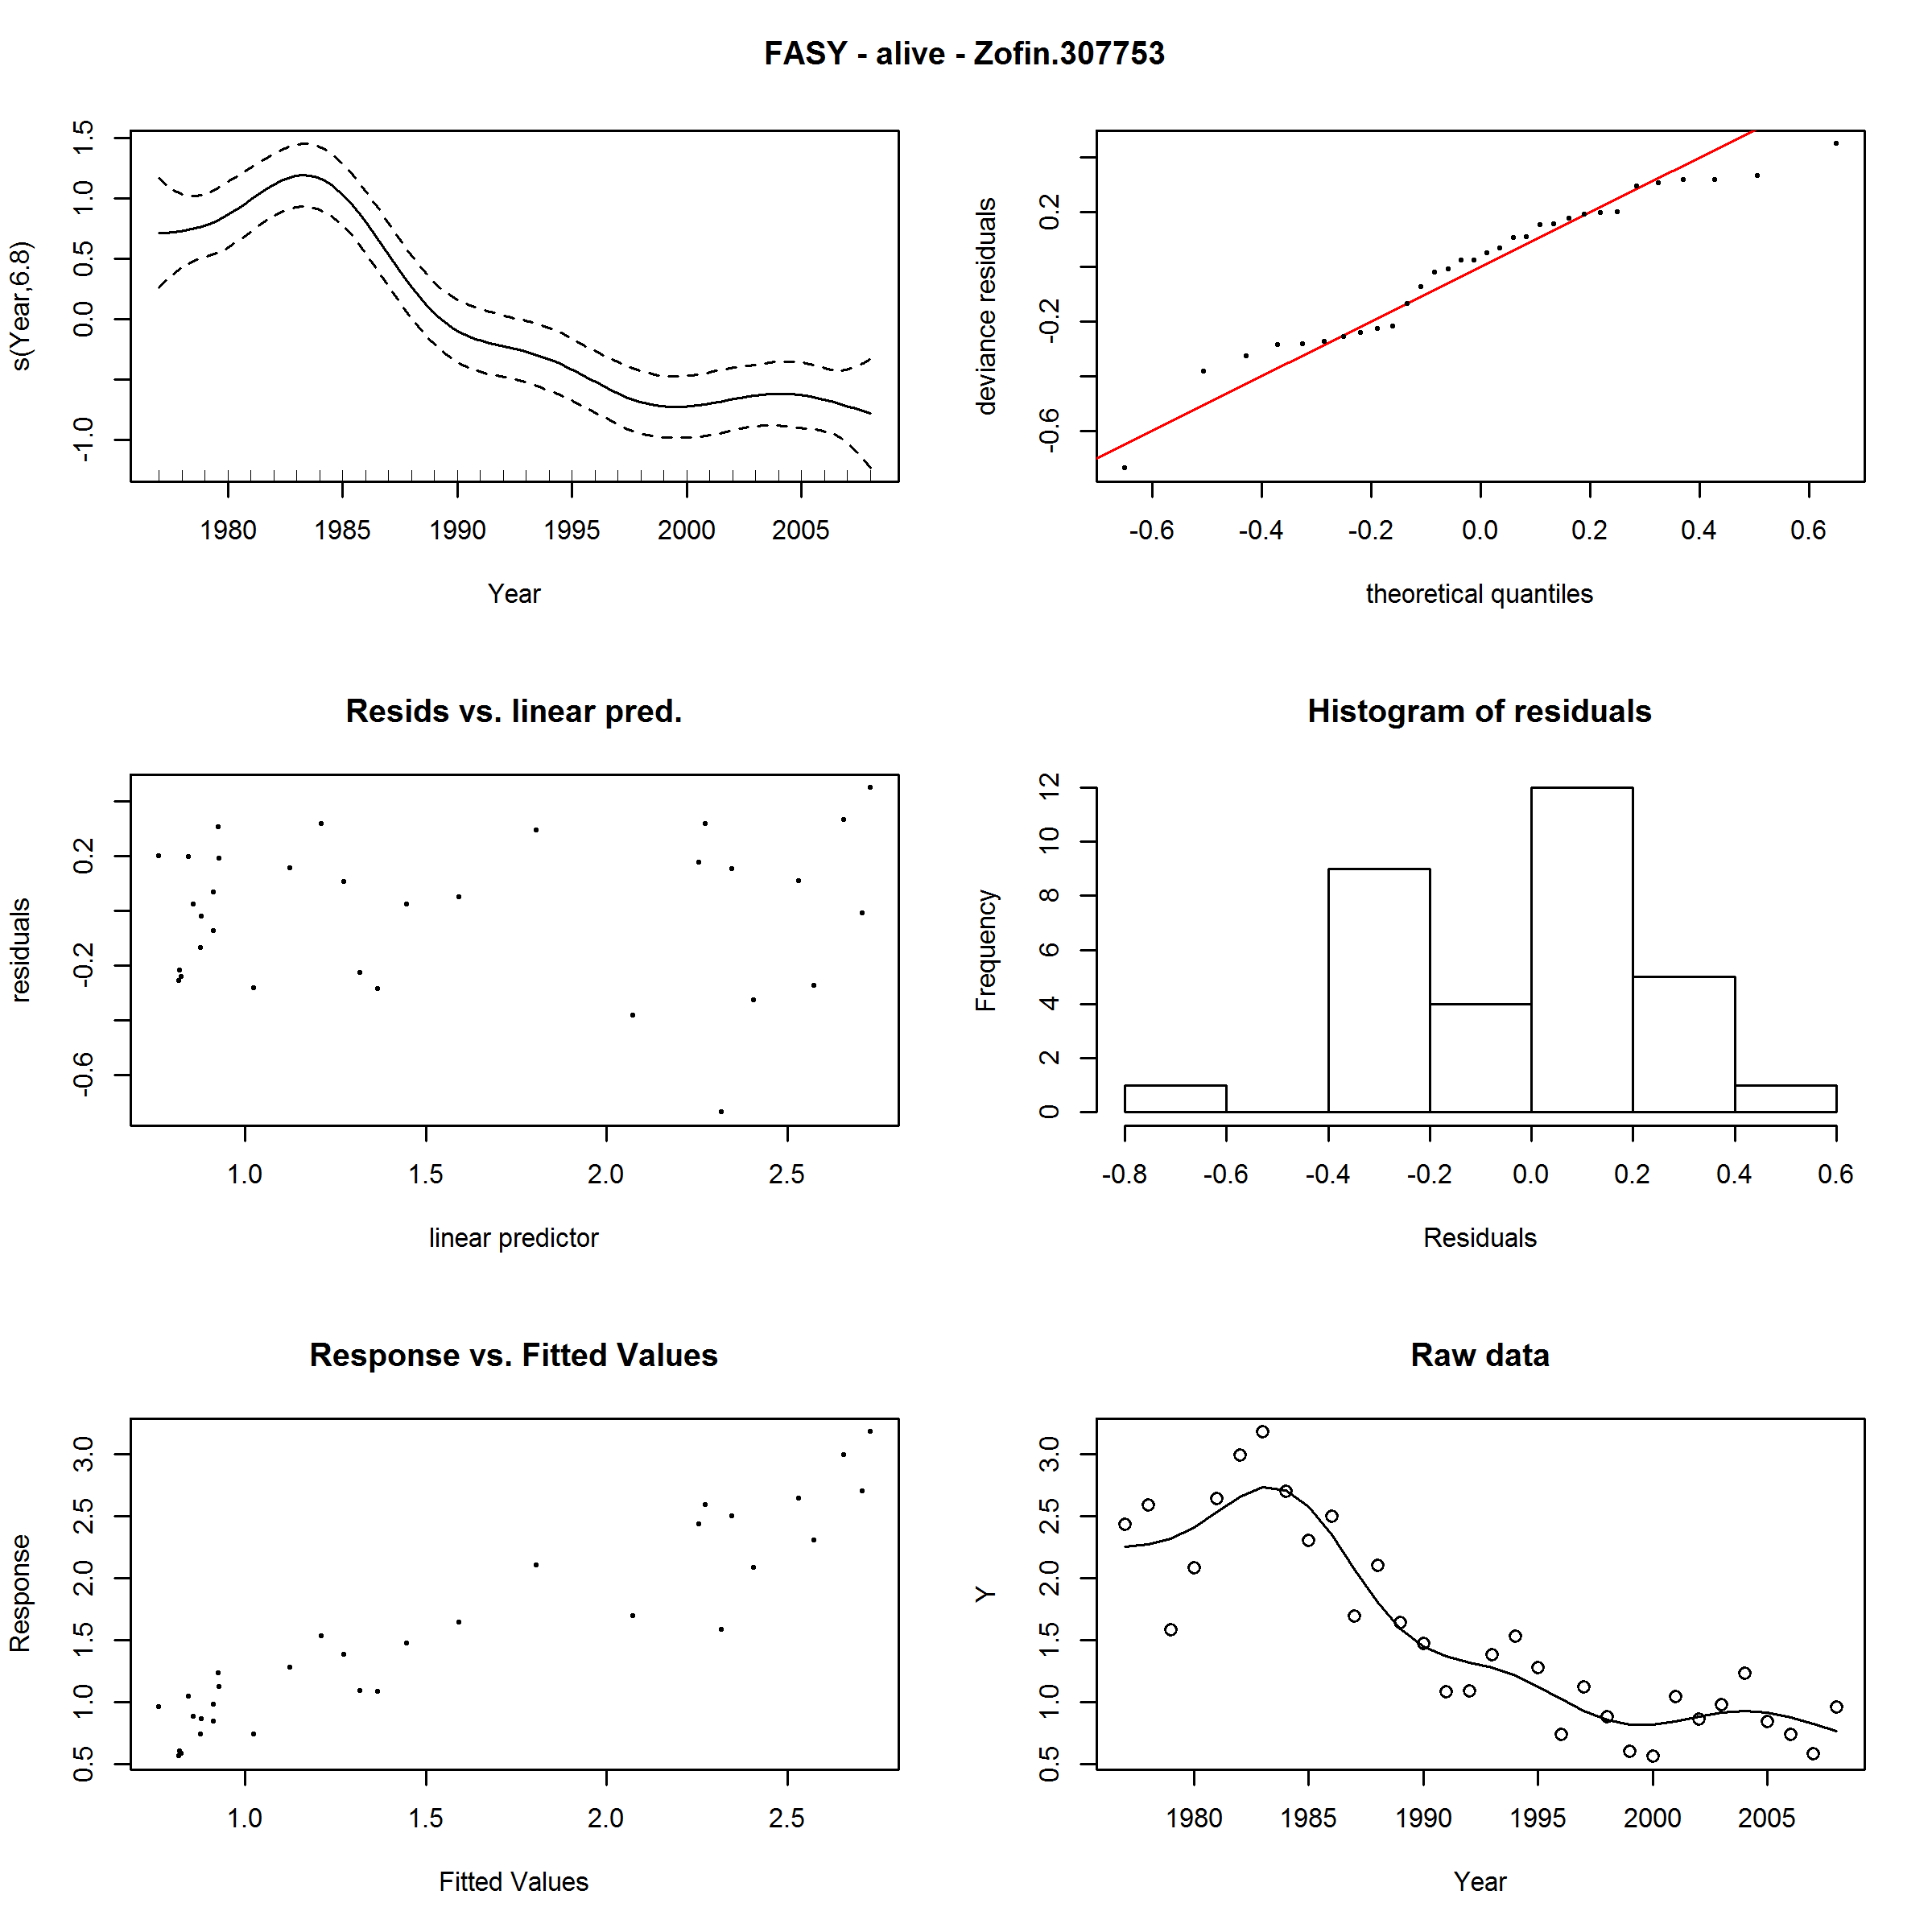 FASY - alive - Zofin.307753
s(Year,6.8)
1.5
1.0
0.5
0.0
-1.0
1980 1985 1990 1995 2000 2005
Year
deviance residuals
0.2
-0.2
-0.6
-0.6 -0.4 -0.2 0.0 0.2 0.4 0.6
theoretical quantiles
Resids vs. linear pred.
residuals
0.2
-0.2
-0.6
1.0 1.5 2.0 2.5
linear predictor
Histogram of residuals
Frequency
12
10
8
6
4
2
0
-0.8 -0.6 -0.4 -0.2 0.0 0.2 0.4 0.6
Residuals
Response vs. Fitted Values
Response
3.0
2.5
2.0
1.5
1.0
0.5
1.0 1.5 2.0 2.5
Fitted Values
Raw data
Y
3.0
2.5
2.0
1.5
1.0
0.5
1980 1985 1990 1995 2000 2005
Year